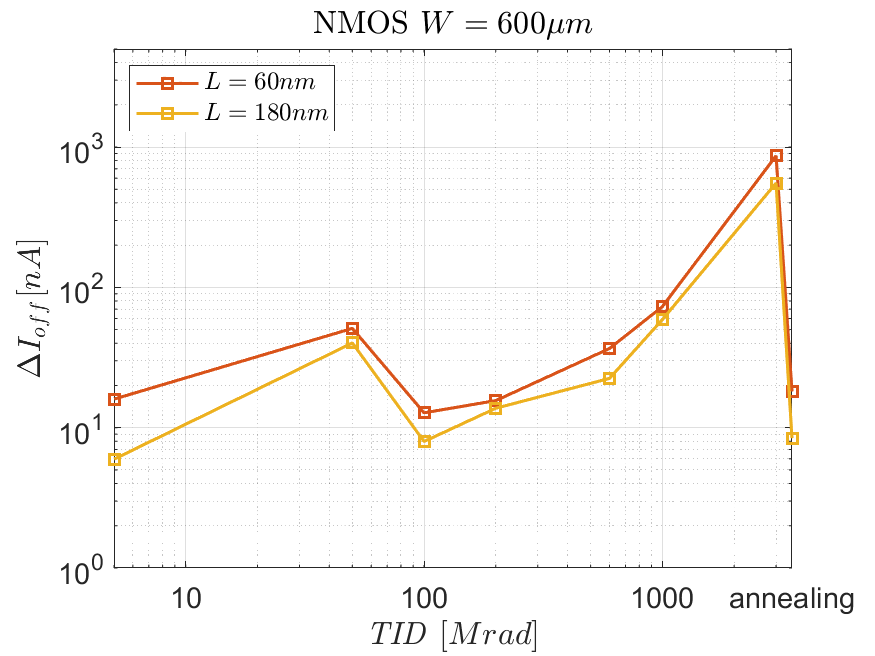 NMOS W = 600μm
L = 60nm
L = 180nm
10^3
10^2
10^1
10^0
ΔI_off[nA]
10 100 1000 annealing
TID [Mrad]